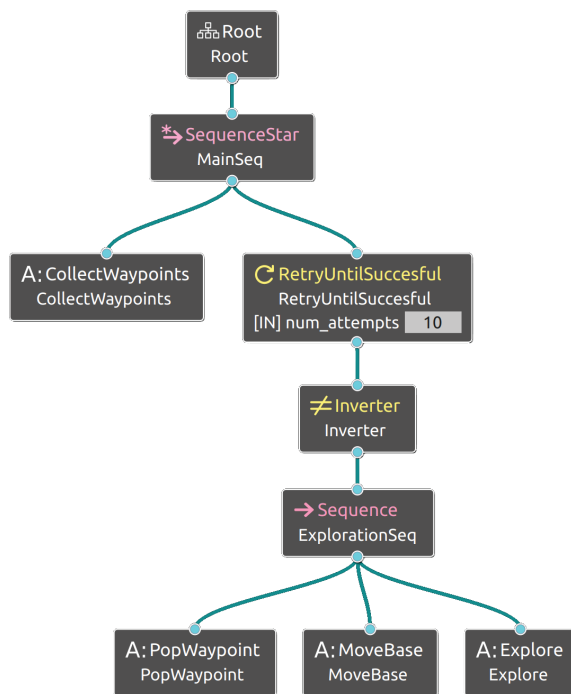 Root
Root
SequenceStar
MainSeq
A: CollectWaypoints
CollectWaypoints
RetryUntilSuccesful
RetryUntilSuccesful
[IN] num_attempts 10
Inverter
Inverter
Sequence
ExplorationSeq
A: PopWaypoint
PopWaypoint
A: MoveBase
MoveBase
A: Explore
Explore